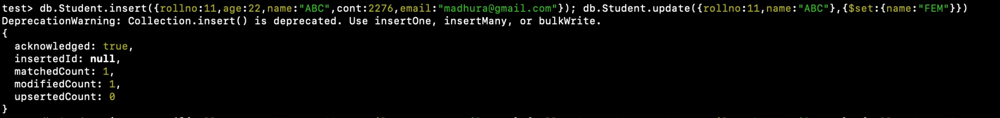 test> db.Student.insert({rollno:11,age:22,name:"ABC",cont:2276,email:"madhura@gmail.com"}); db.Student.update({rollno:11,name:"ABC"},{$set:{name:"FEM"}})
DeprecationWarning: Collection.insert() is deprecated. Use insertOne, insertMany, or bulkWrite.
{
  acknowledged: true,
  insertedId: null,
  matchedCount: 1,
  modifiedCount: 1,
  upsertedCount: 0
}